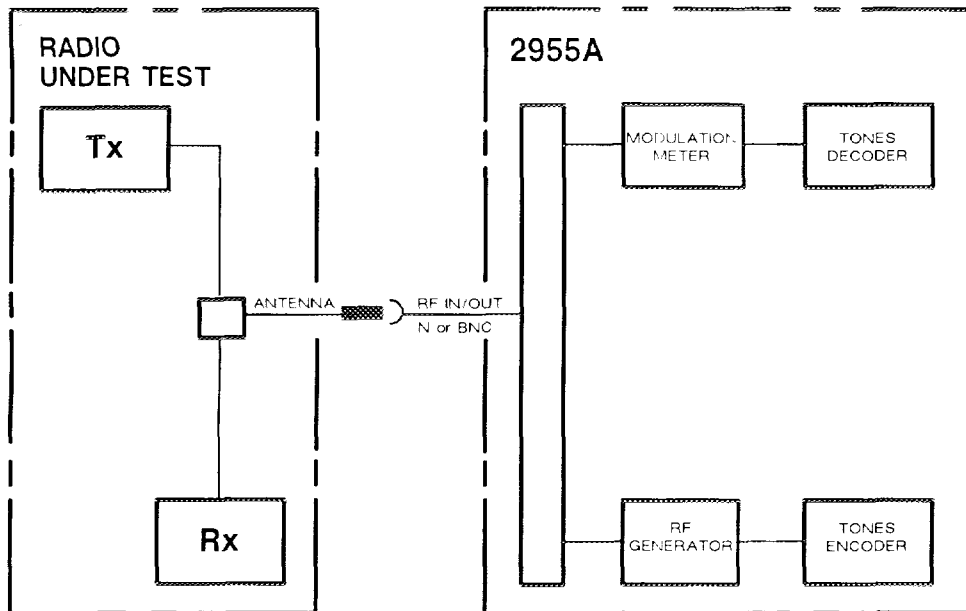 RADIO
UNDER TEST
Tx
ANTENNA
Rx
RF IN/OUT
N or BNC
2955A
MODULATION
METER
TONES
DECODER
RF
GENERATOR
TONES
ENCODER